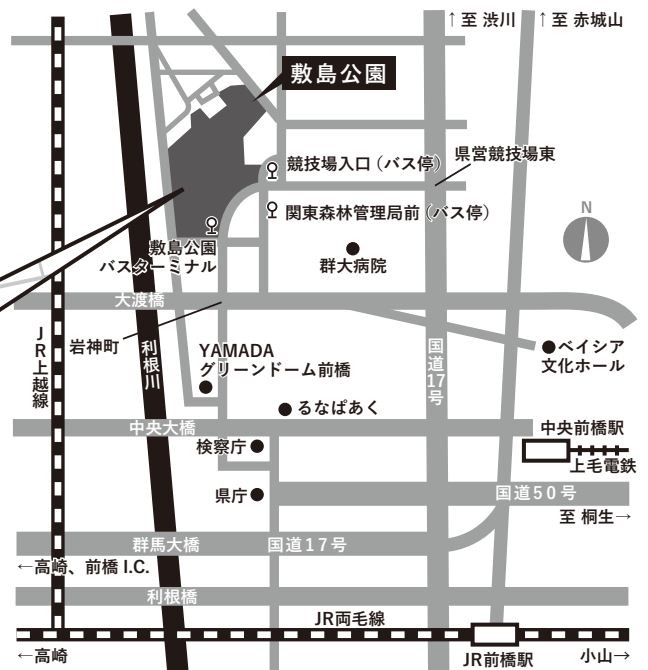 ↑至 渋川
↑至 赤城山
敷島公園
競技場入口（バス停）
県営競技場東
関東森林管理局前（バス停）
N
敷島公園
バスターミナル
群大病院
大渡橋
JR上越線
岩神町
利根川
YAMADA
グリーンドーム前橋
国道17号
ベイシア
文化ホール
るなぱあく
中央大橋
中央前橋駅
検察庁
上毛電鉄
県庁
国道50号
至 桐生→
群馬大橋
国道17号
←高崎、前橋 I.C.
利根橋
JR両毛線
←高崎
JR前橋駅
小山→